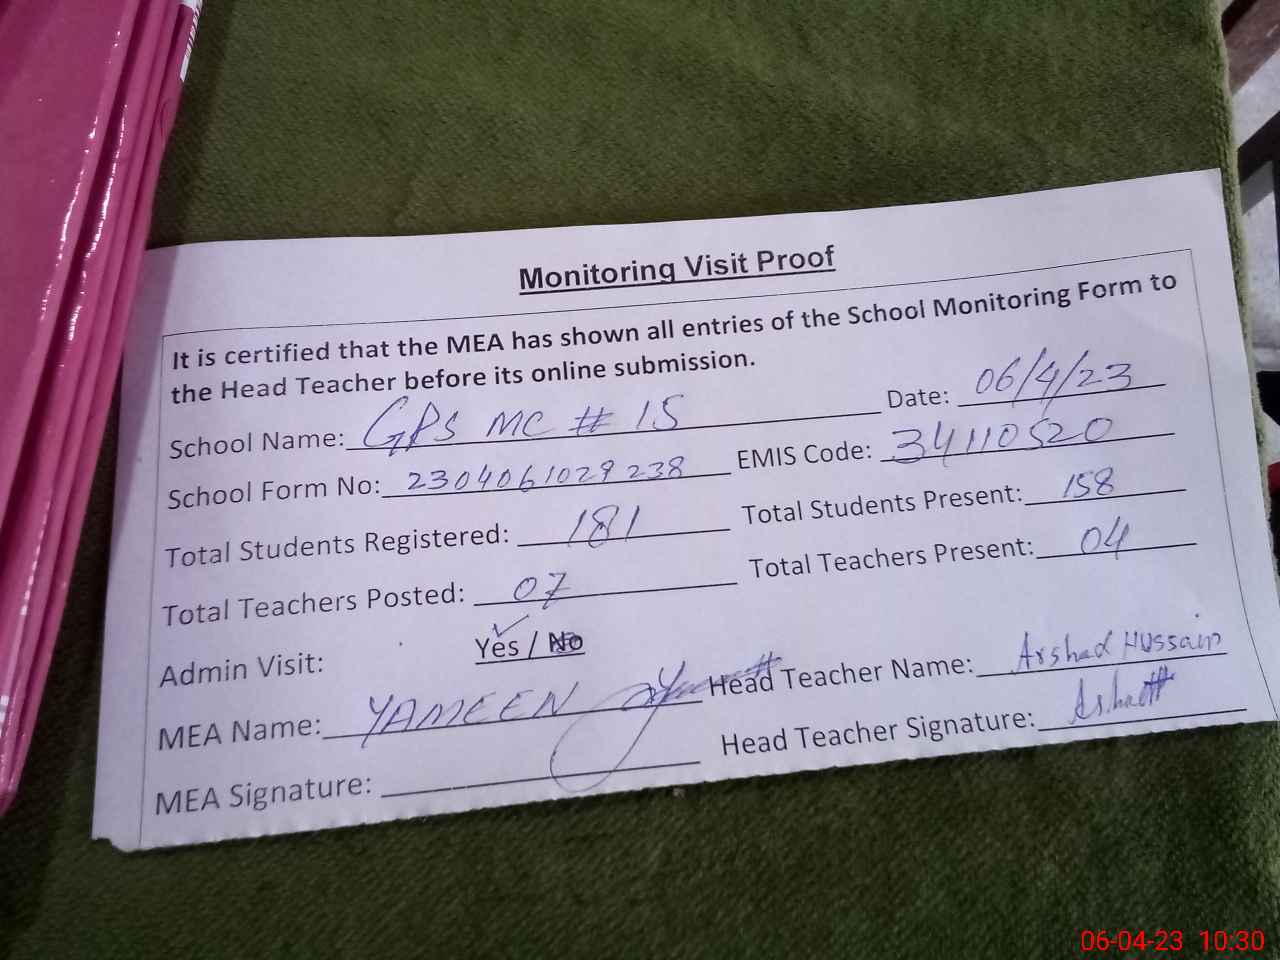 Monitoring Visit Proof
It is certified that the MEA has shown all entries of the School Monitoring Form to
the Head Teacher before its online submission.
School Name: GPS MC # 15 Date: 06/4/23
School Form No: 2304061029238 EMIS Code: 34110520
Total Students Registered: 181 Total Students Present: 158
Total Teachers Posted: 07 Total Teachers Present: 04
Admin Visit: Yes / No
MEA Name: YAMEEN Head Teacher Name: Arshad Hussain
MEA Signature: Head Teacher Signature:
06-04-23 10:30